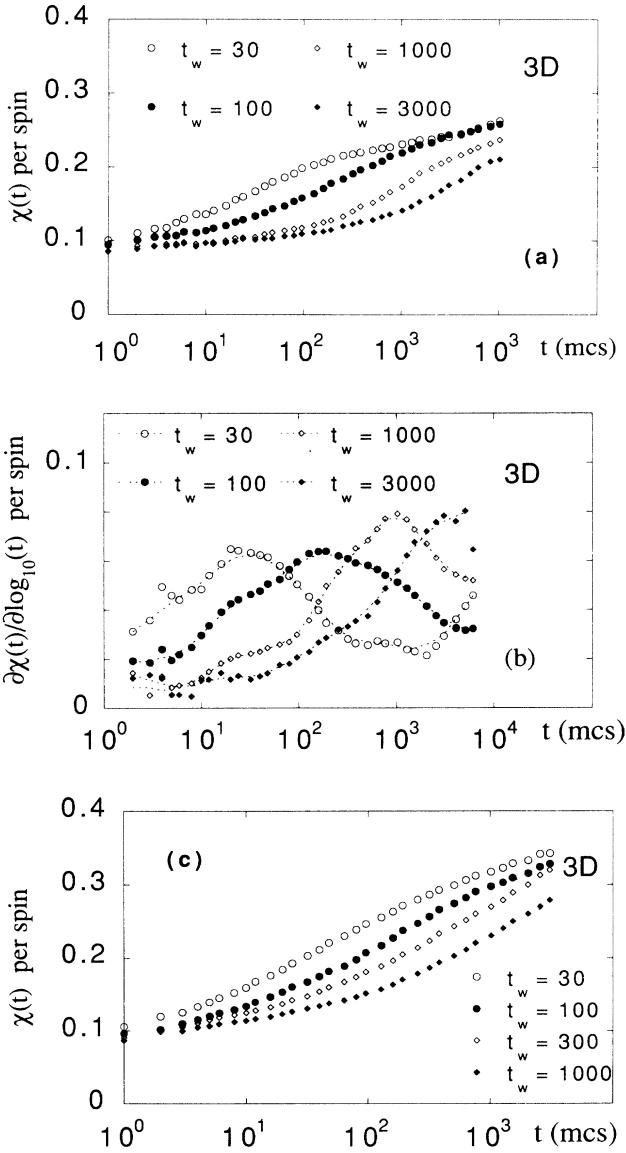 0.4
0.3
0.2
0.1
0
χ(t) per spin
t_w = 30
t_w = 1000
t_w = 100
t_w = 3000
3D
(a)
10^0 10^1 10^2 10^3 10^3 t (mcs)
0.1
0
∂χ(t)/∂log_10(t) per spin
t_w = 30
t_w = 1000
t_w = 100
t_w = 3000
3D
(b)
10^0 10^1 10^2 10^3 10^4 t (mcs)
0.4
0.3
0.2
0.1
0
χ(t) per spin
(c)
3D
t_w = 30
t_w = 100
t_w = 300
t_w = 1000
10^0 10^1 10^2 10^3 t (mcs)